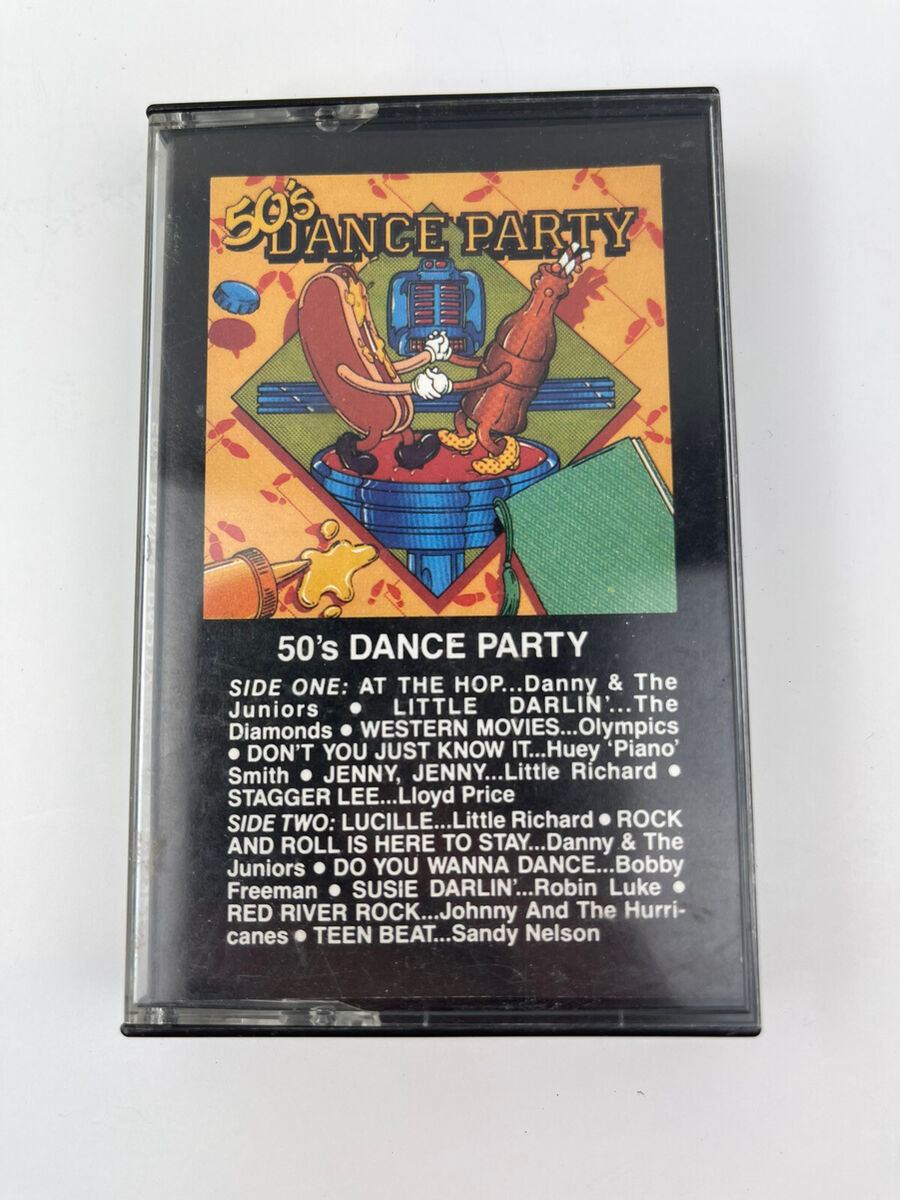 50's
DANCE PARTY
50's DANCE PARTY
SIDE ONE: AT THE HOP...Danny & The
Juniors • LITTLE DARLIN'...The
Diamonds • WESTERN MOVIES...Olympics
• DON'T YOU JUST KNOW IT...Huey 'Piano'
Smith • JENNY, JENNY...Little Richard •
STAGGER LEE...Lloyd Price
SIDE TWO: LUCILLE...Little Richard • ROCK
AND ROLL IS HERE TO STAY...Danny & The
Juniors • DO YOU WANNA DANCE...Bobby
Freeman • SUSIE DARLIN'...Robin Luke •
RED RIVER ROCK...Johnny And The Hurri-
canes • TEEN BEAT...Sandy Nelson